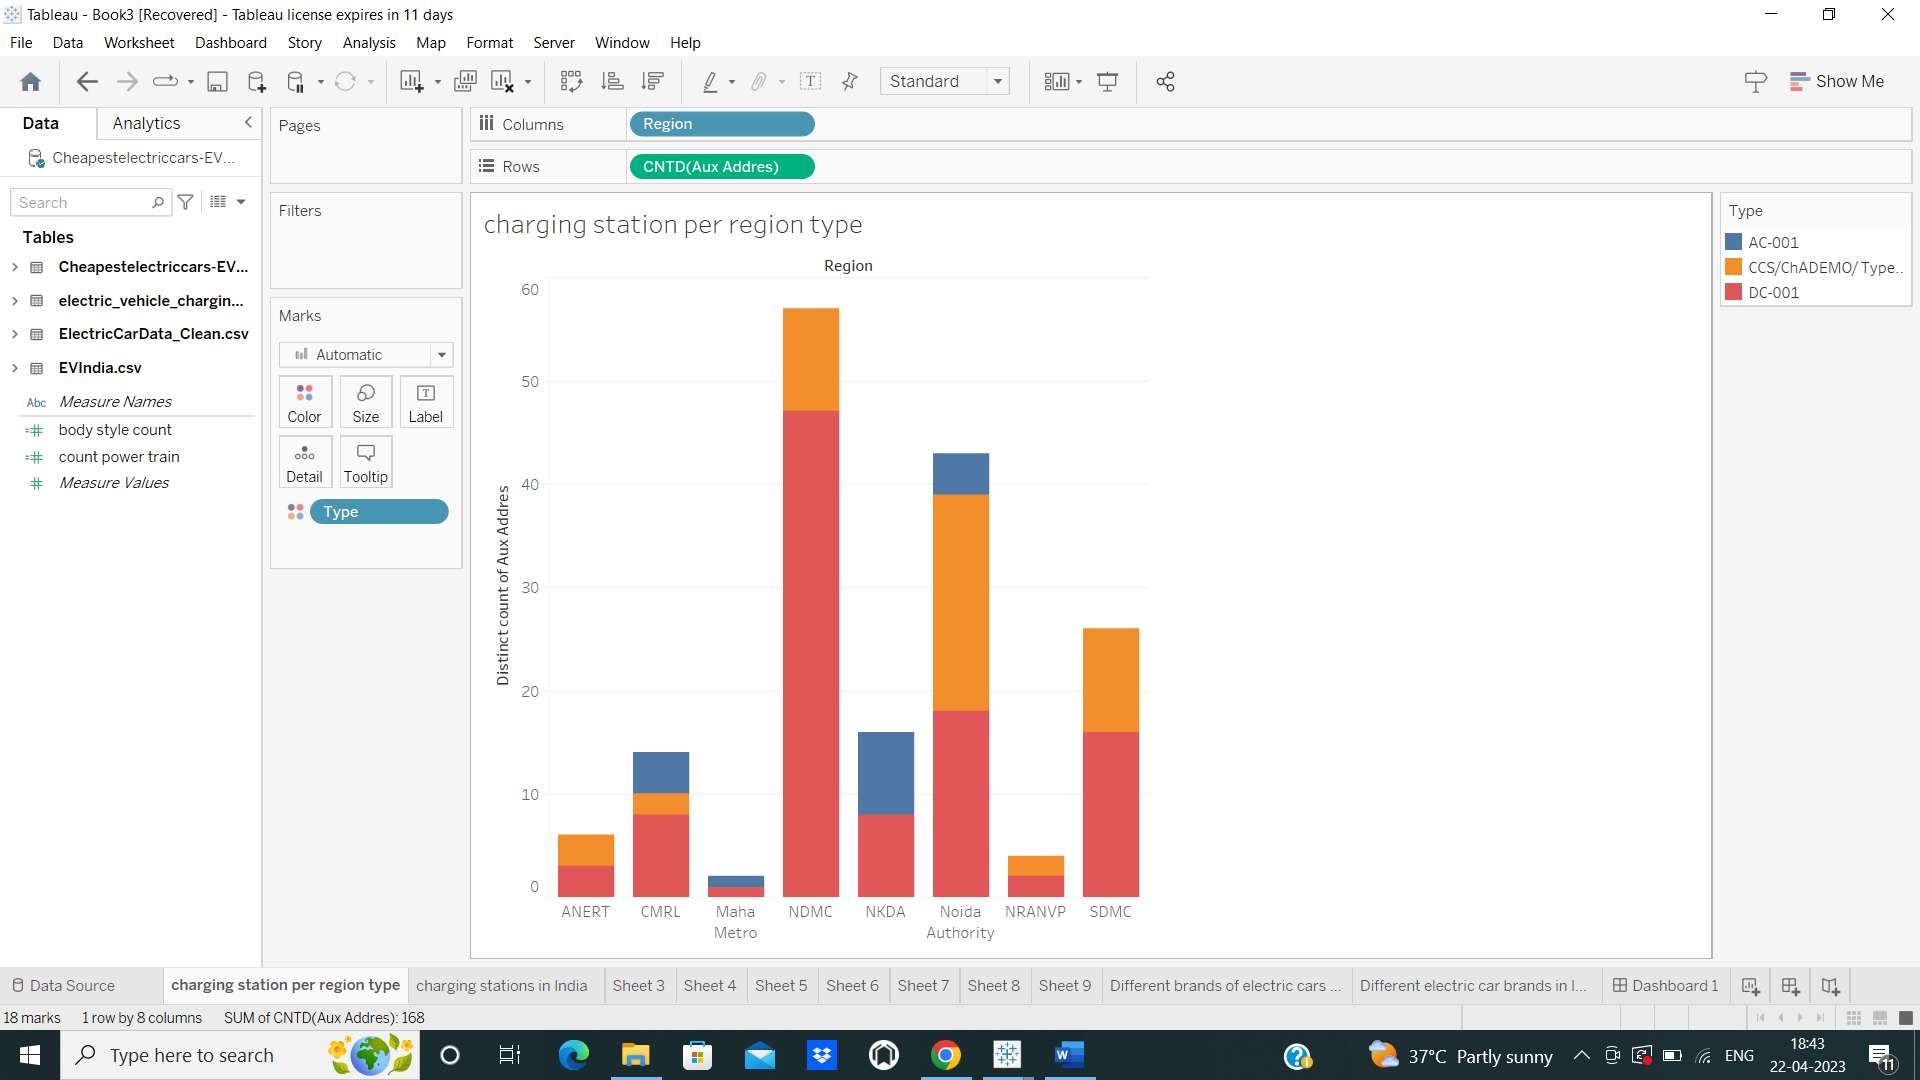 Tableau - Book3 [Recovered] - Tableau license expires in 11 days
File Data Worksheet Dashboard Story Analysis Map Format Server Window Help
Standard
Show Me
Data Analytics
Cheapestelectriccars-EV...
Search
Tables
Cheapestelectriccars-EV...
electric_vehicle_chargin...
ElectricCarData_Clean.csv
EVIndia.csv
Abc Measure Names
body style count
count power train
Measure Values
Pages
Filters
Marks
Automatic
Color Size Label
Detail Tooltip
Type
Columns Region
Rows CNTD(Aux Addres)
charging station per region type
Region
Distinct count of Aux Addres
60
50
40
30
20
10
0
ANERT CMRL Maha Metro NDMC NKDA Noida Authority NRANVP SDMC
Type
AC-001
CCS/ChADEMO/ Type..
DC-001
Data Source charging station per region type charging stations in India Sheet 3 Sheet 4 Sheet 5 Sheet 6 Sheet 7 Sheet 8 Sheet 9 Different brands of electric cars ... Different electric car brands in I... Dashboard 1
18 marks 1 row by 8 columns SUM of CNTD(Aux Addres): 168
Type here to search
37°C Partly sunny
ENG
18:43
22-04-2023
11